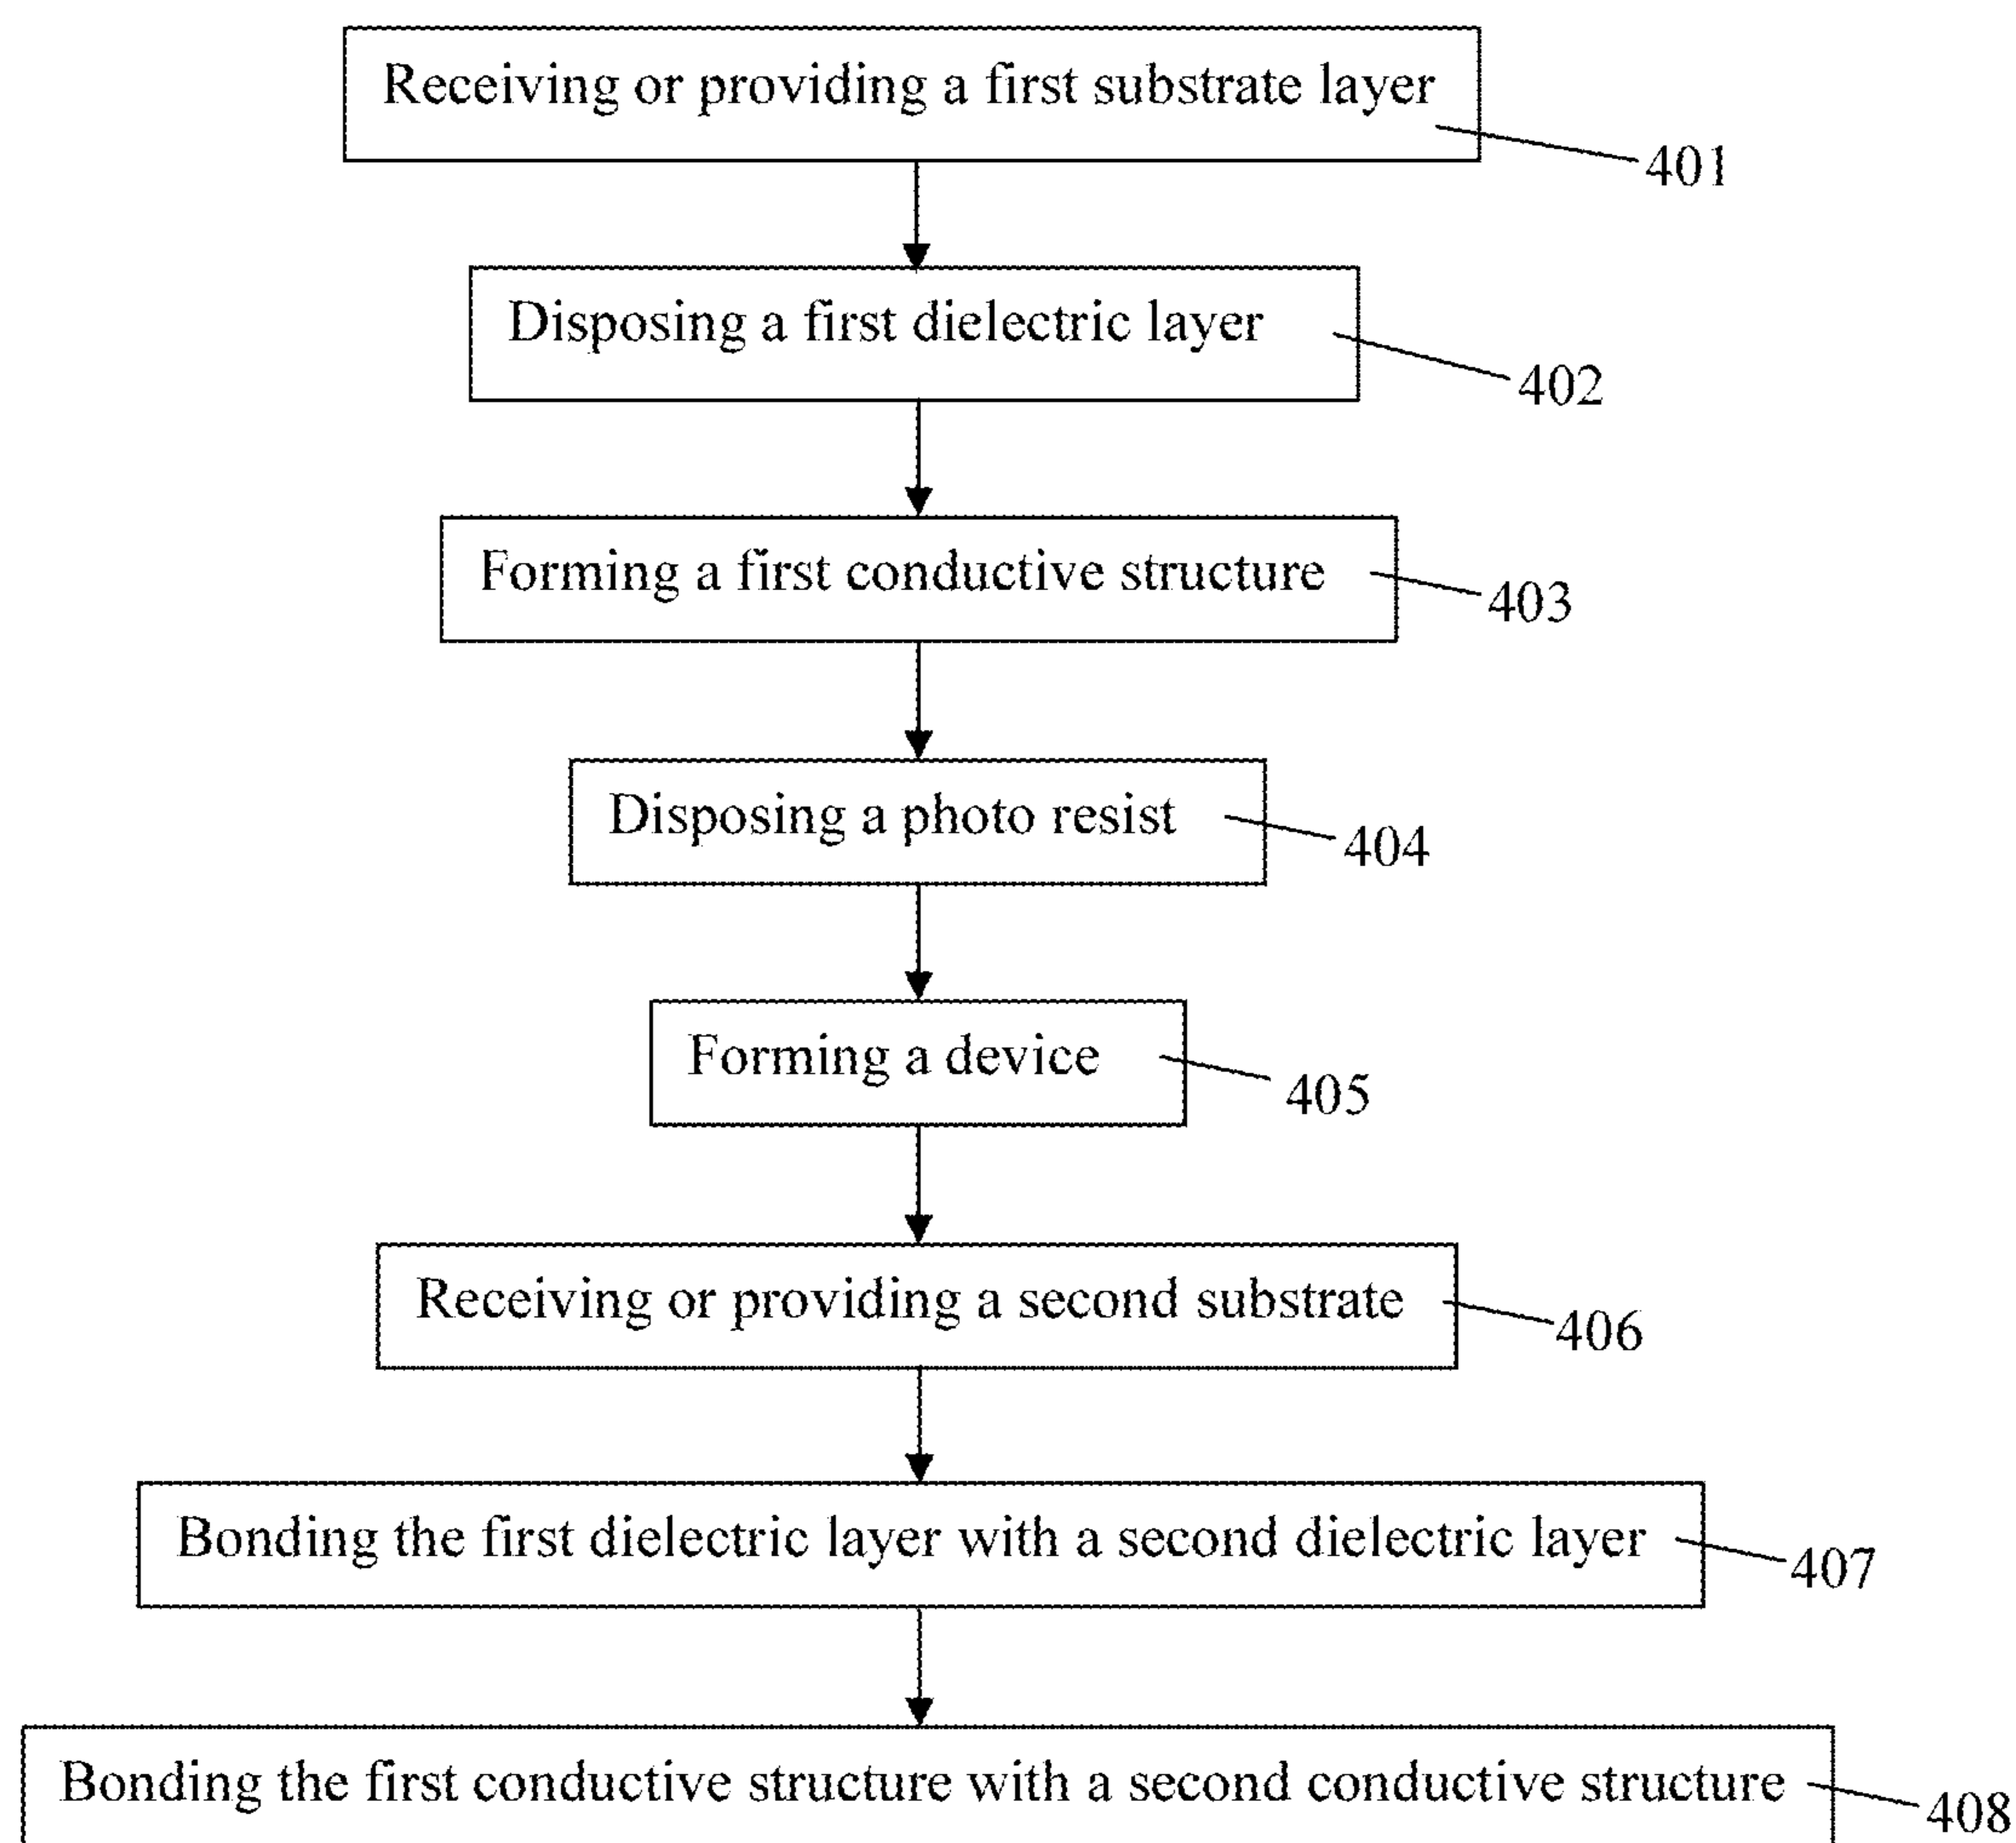 Receiving or providing a first substrate layer
401
Disposing a first dielectric layer
402
Forming a first conductive structure
403
Disposing a photo resist
404
Forming a device
405
Receiving or providing a second substrate
406
Bonding the first dielectric layer with a second dielectric layer
407
Bonding the first conductive structure with a second conductive structure
408